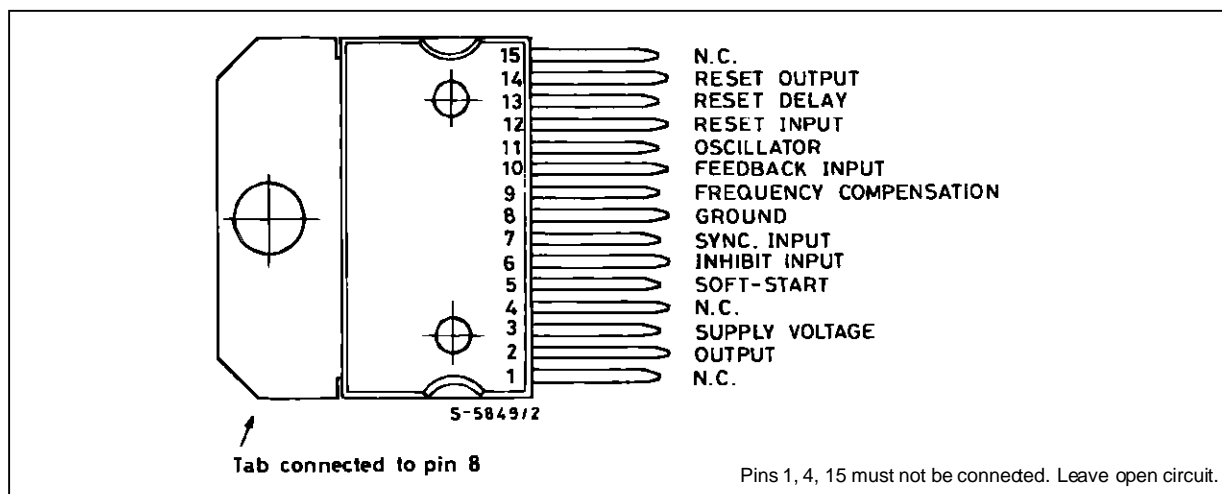 15 N.C.
14 RESET OUTPUT
13 RESET DELAY
12 RESET INPUT
11 OSCILLATOR
10 FEEDBACK INPUT
9 FREQUENCY COMPENSATION
8 GROUND
7 SYNC. INPUT
6 INHIBIT INPUT
5 SOFT-START
4 N.C.
3 SUPPLY VOLTAGE
2 OUTPUT
1 N.C.
S-5849/2
Tab connected to pin 8
Pins 1, 4, 15 must not be connected. Leave open circuit.